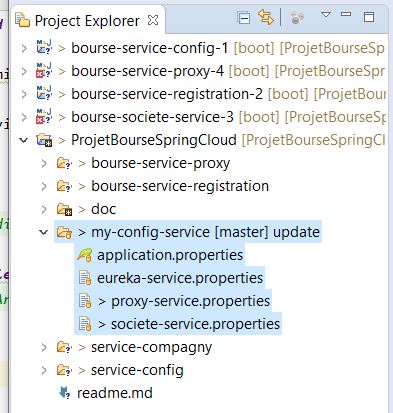 Project Explorer
> bourse-service-config-1 [boot] [ProjetBourseSp
> bourse-service-proxy-4 [boot] [ProjetBourseSpri
> bourse-service-registration-2 [boot] [ProjetBour
> bourse-societe-service-3 [boot] [ProjetBourseSp
> ProjetBourseSpringCloud [ProjetBourseSpringCl
> bourse-service-proxy
> bourse-service-registration
> doc
> my-config-service [master] update
application.properties
eureka-service.properties
> proxy-service.properties
> societe-service.properties
> service-compagny
> service-config
readme.md